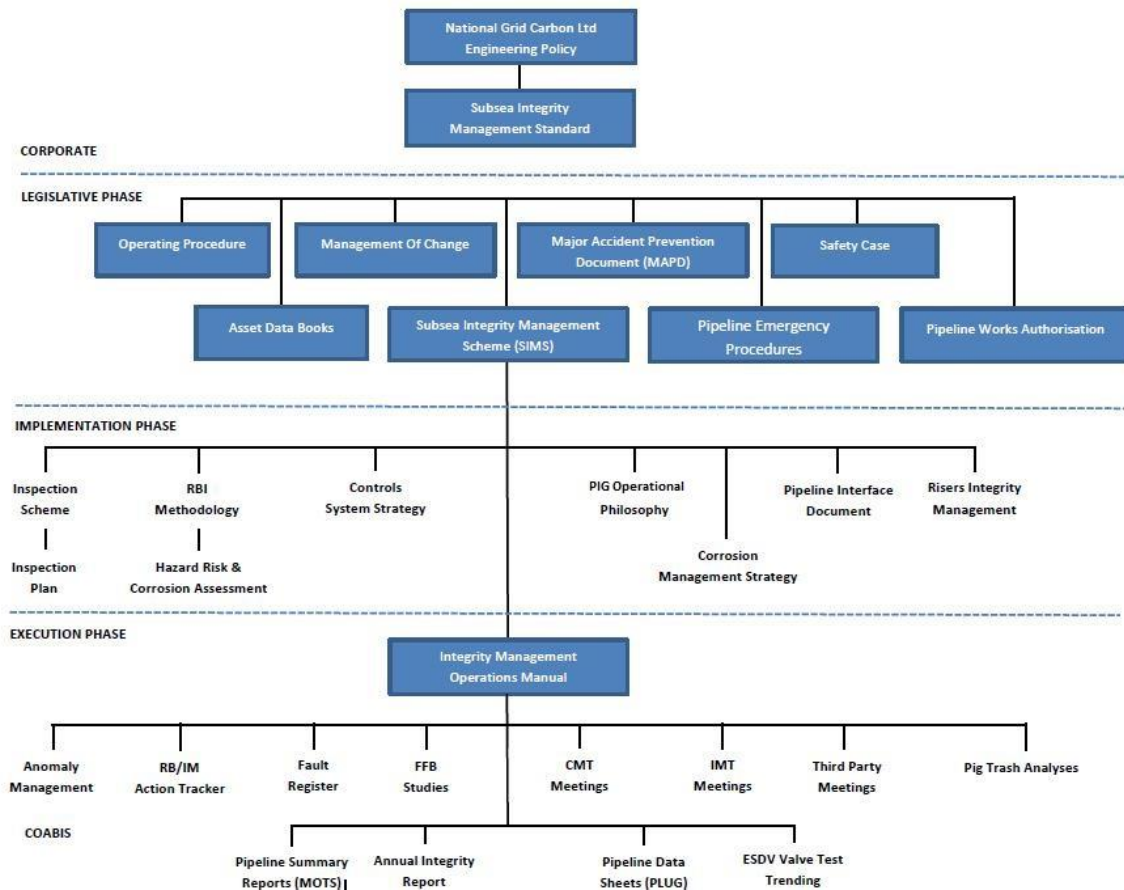 National Grid Carbon Ltd
Engineering Policy
Subsea Integrity
Management Standard
CORPORATE
LEGISLATIVE PHASE
Operating Procedure
Management Of Change
Major Accident Prevention
Document (MAPD)
Safety Case
Asset Data Books
Subsea Integrity Management
Scheme (SIMS)
Pipeline Emergency
Procedures
Pipeline Works Authorisation
IMPLEMENTATION PHASE
Inspection
Scheme
RBI
Methodology
Controls
System Strategy
PIG Operational
Philosophy
Pipeline Interface
Document
Risers Integrity
Management
Inspection
Plan
Hazard Risk &
Corrosion Assessment
Corrosion
Management Strategy
EXECUTION PHASE
Integrity Management
Operations Manual
Anomaly
Management
RB/IM
Action Tracker
Fault
Register
FFB
Studies
CMT
Meetings
IMT
Meetings
Third Party
Meetings
Pig Trash Analyses
COABIS
Pipeline Summary
Reports (MOTS)
Annual Integrity
Report
Pipeline Data
Sheets (PLUG)
ESDV Valve Test
Trending